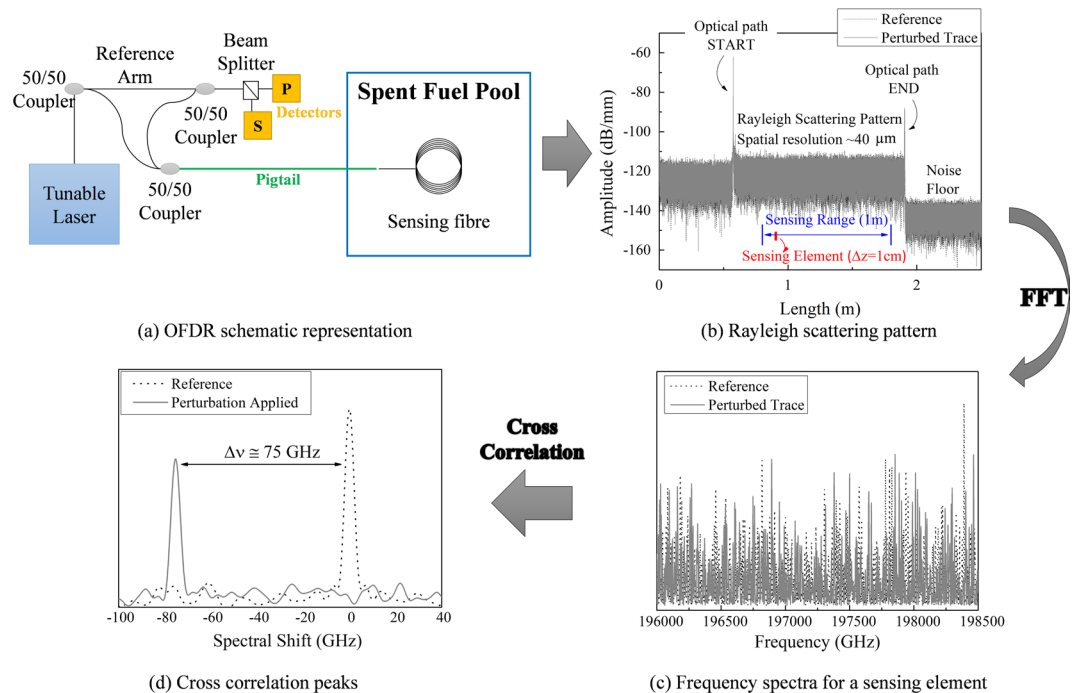 Reference
Arm
Beam
Splitter
50/50
Coupler
50/50
Coupler
P
S
Detectors
50/50
Coupler
Tunable
Laser
Pigtail
Spent Fuel Pool
Sensing fibre
(a) OFDR schematic representation
Reference
Perturbed Trace
Optical path
START
Optical path
END
Rayleigh Scattering Pattern
Spatial resolution ~40 μm
Noise
Floor
Sensing Range (1m)
Sensing Element (Δz=1cm)
Amplitude (dB/mm)
-60
-80
-100
-120
-140
-160
0
1
2
Length (m)
(b) Rayleigh scattering pattern
FFT
Reference
Perturbed Trace
196000 196500 197000 197500 198000 198500
Frequency (GHz)
(c) Frequency spectra for a sensing element
Cross
Correlation
Reference
Perturbation Applied
Δν ≅ 75 GHz
-100 -80 -60 -40 -20 0 20 40
Spectral Shift (GHz)
(d) Cross correlation peaks